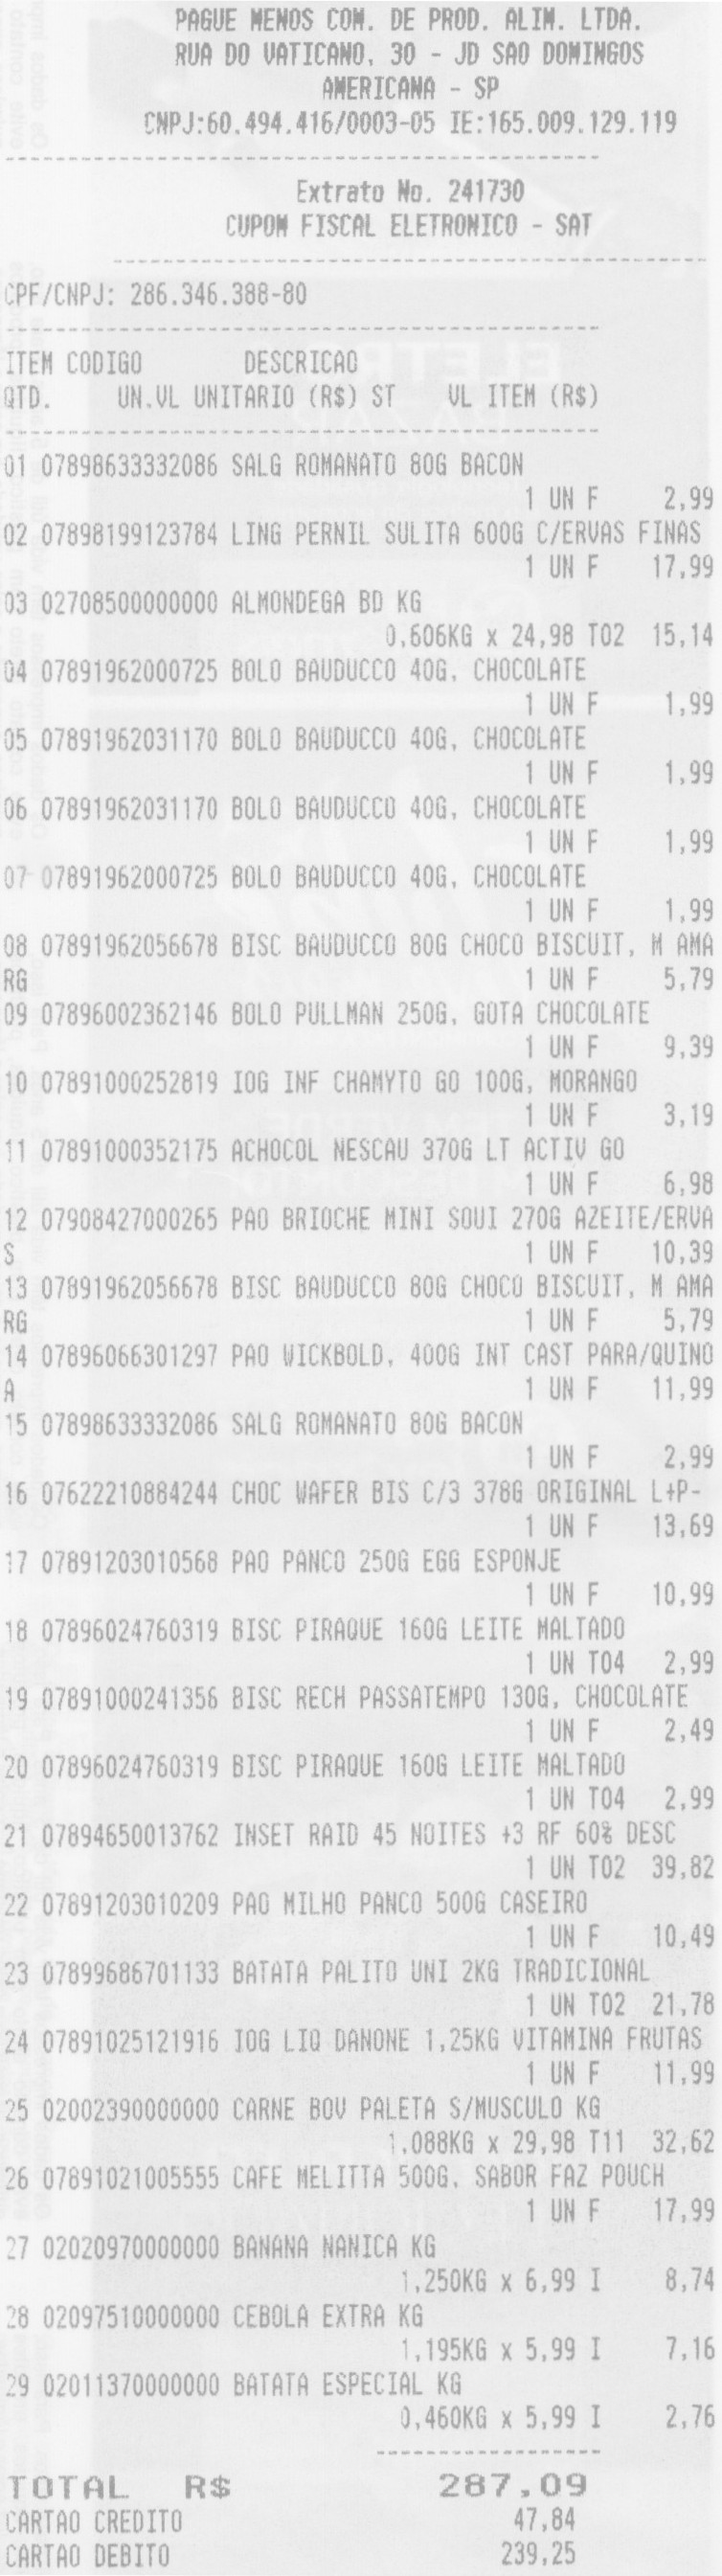 PAGUE MENOS COM. DE PROD. ALIM. LTDA.
RUA DO VATICANO, 30 - JD SAO DOMINGOS
AMERICANA - SP
CNPJ:60.494.416/0003-05 IE:165.009.129.119
Extrato No. 241730
CUPOM FISCAL ELETRONICO - SAT
CPF/CNPJ: 286.346.388-80
ITEM CODIGO DESCRICAO
QTD. UN.VL UNITARIO (R$) ST VL ITEM (R$)
01 07898633332086 SALG ROMANATO 80G BACON
1 UN F 2,99
02 07898199123784 LING PERNIL SULITA 600G C/ERVAS FINAS
1 UN F 17,99
03 02708500000000 ALMONDEGA BD KG
0,606KG x 24,98 T02 15,14
04 07891962000725 BOLO BAUDUCCO 40G, CHOCOLATE
1 UN F 1,99
05 07891962031170 BOLO BAUDUCCO 40G, CHOCOLATE
1 UN F 1,99
06 07891962031170 BOLO BAUDUCCO 40G, CHOCOLATE
1 UN F 1,99
07 07891962000725 BOLO BAUDUCCO 40G, CHOCOLATE
1 UN F 1,99
08 07891962056678 BISC BAUDUCCO 80G CHOCO BISCUIT, M AMA
RG 1 UN F 5,79
09 07896002362146 BOLO PULLMAN 250G, GOTA CHOCOLATE
1 UN F 9,39
10 07891000252819 IOG INF CHAMYTO GO 100G, MORANGO
1 UN F 3,19
11 07891000352175 ACHOCOL NESCAU 370G LT ACTIV GO
1 UN F 6,98
12 07908427000265 PAO BRIOCHE MINI SOUI 270G AZEITE/ERVA
S 1 UN F 10,39
13 07891962056678 BISC BAUDUCCO 80G CHOCO BISCUIT, M AMA
RG 1 UN F 5,79
14 07896066301297 PAO WICKBOLD, 400G INT CAST PARA/QUINO
A 1 UN F 11,99
15 07898633332086 SALG ROMANATO 80G BACON
1 UN F 2,99
16 07622210884244 CHOC WAFER BIS C/3 378G ORIGINAL L+P-
1 UN F 13,69
17 07891203010568 PAO PANCO 250G EGG ESPONJE
1 UN F 10,99
18 07896024760319 BISC PIRAQUE 160G LEITE MALTADO
1 UN T04 2,99
19 07891000241356 BISC RECH PASSATEMPO 130G, CHOCOLATE
1 UN F 2,49
20 07896024760319 BISC PIRAQUE 160G LEITE MALTADO
1 UN T04 2,99
21 07894650013762 INSET RAID 45 NOITES +3 RF 60% DESC
1 UN T02 39,82
22 07891203010209 PAO MILHO PANCO 500G CASEIRO
1 UN F 10,49
23 07899686701133 BATATA PALITO UNI 2KG TRADICIONAL
1 UN T02 21,78
24 07891025121916 IOG LIQ DANONE 1,25KG VITAMINA FRUTAS
1 UN F 11,99
25 02002390000000 CARNE BOV PALETA S/MUSCULO KG
1,088KG x 29,98 T11 32,62
26 07891021005555 CAFE MELITTA 500G, SABOR FAZ POUCH
1 UN F 17,99
27 02020970000000 BANANA NANICA KG
1,250KG x 6,99 I 8,74
28 02097510000000 CEBOLA EXTRA KG
1,195KG x 5,99 I 7,16
29 02011370000000 BATATA ESPECIAL KG
0,460KG x 5,99 I 2,76
TOTAL R$ 287,09
CARTAO CREDITO 47,84
CARTAO DEBITO 239,25